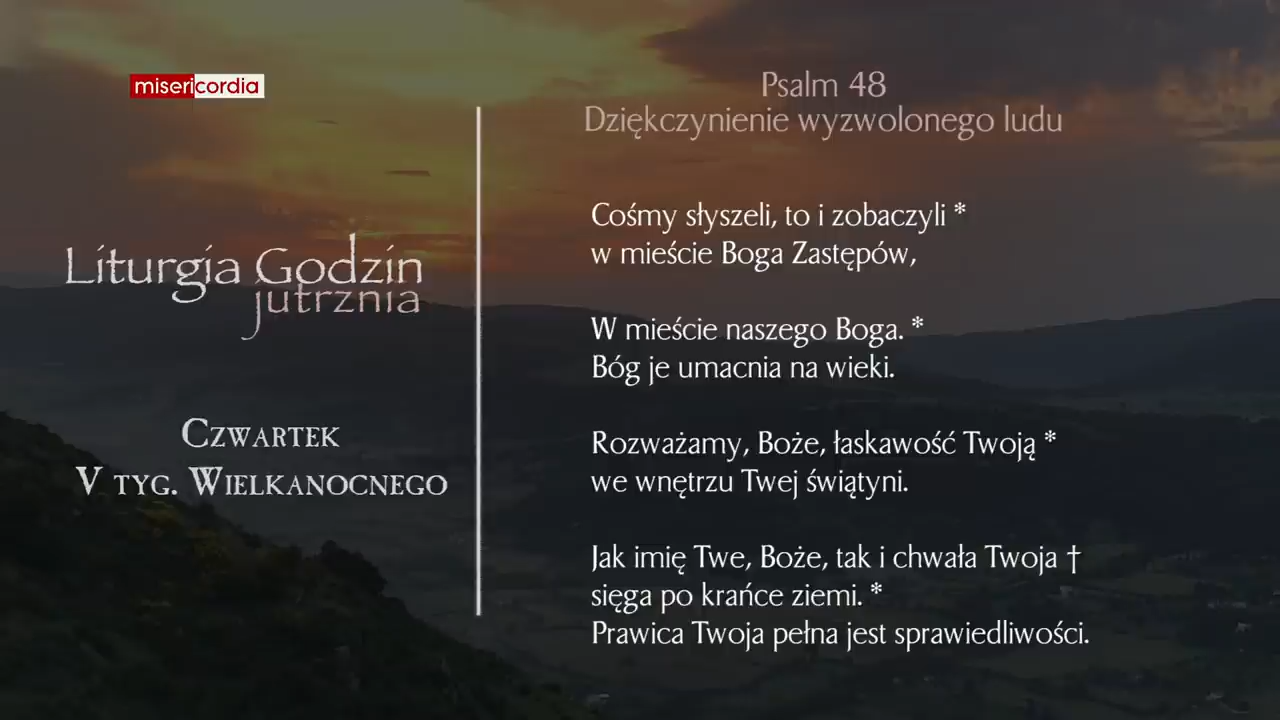 misericordia
Liturgia Godzin
jutrznia
Czwartek
V tyg. Wielkanocnego
Psalm 48
Dziękczynienie wyzwolonego ludu
Cośmy słyszeli, to i zobaczyli *
w mieście Boga Zastępów,
W mieście naszego Boga. *
Bóg je umacnia na wieki.
Rozważamy, Boże, łaskawość Twoją *
we wnętrzu Twej świątyni.
Jak imię Twe, Boże, tak i chwała Twoja †
sięga po krańce ziemi. *
Prawica Twoja pełna jest sprawiedliwości.